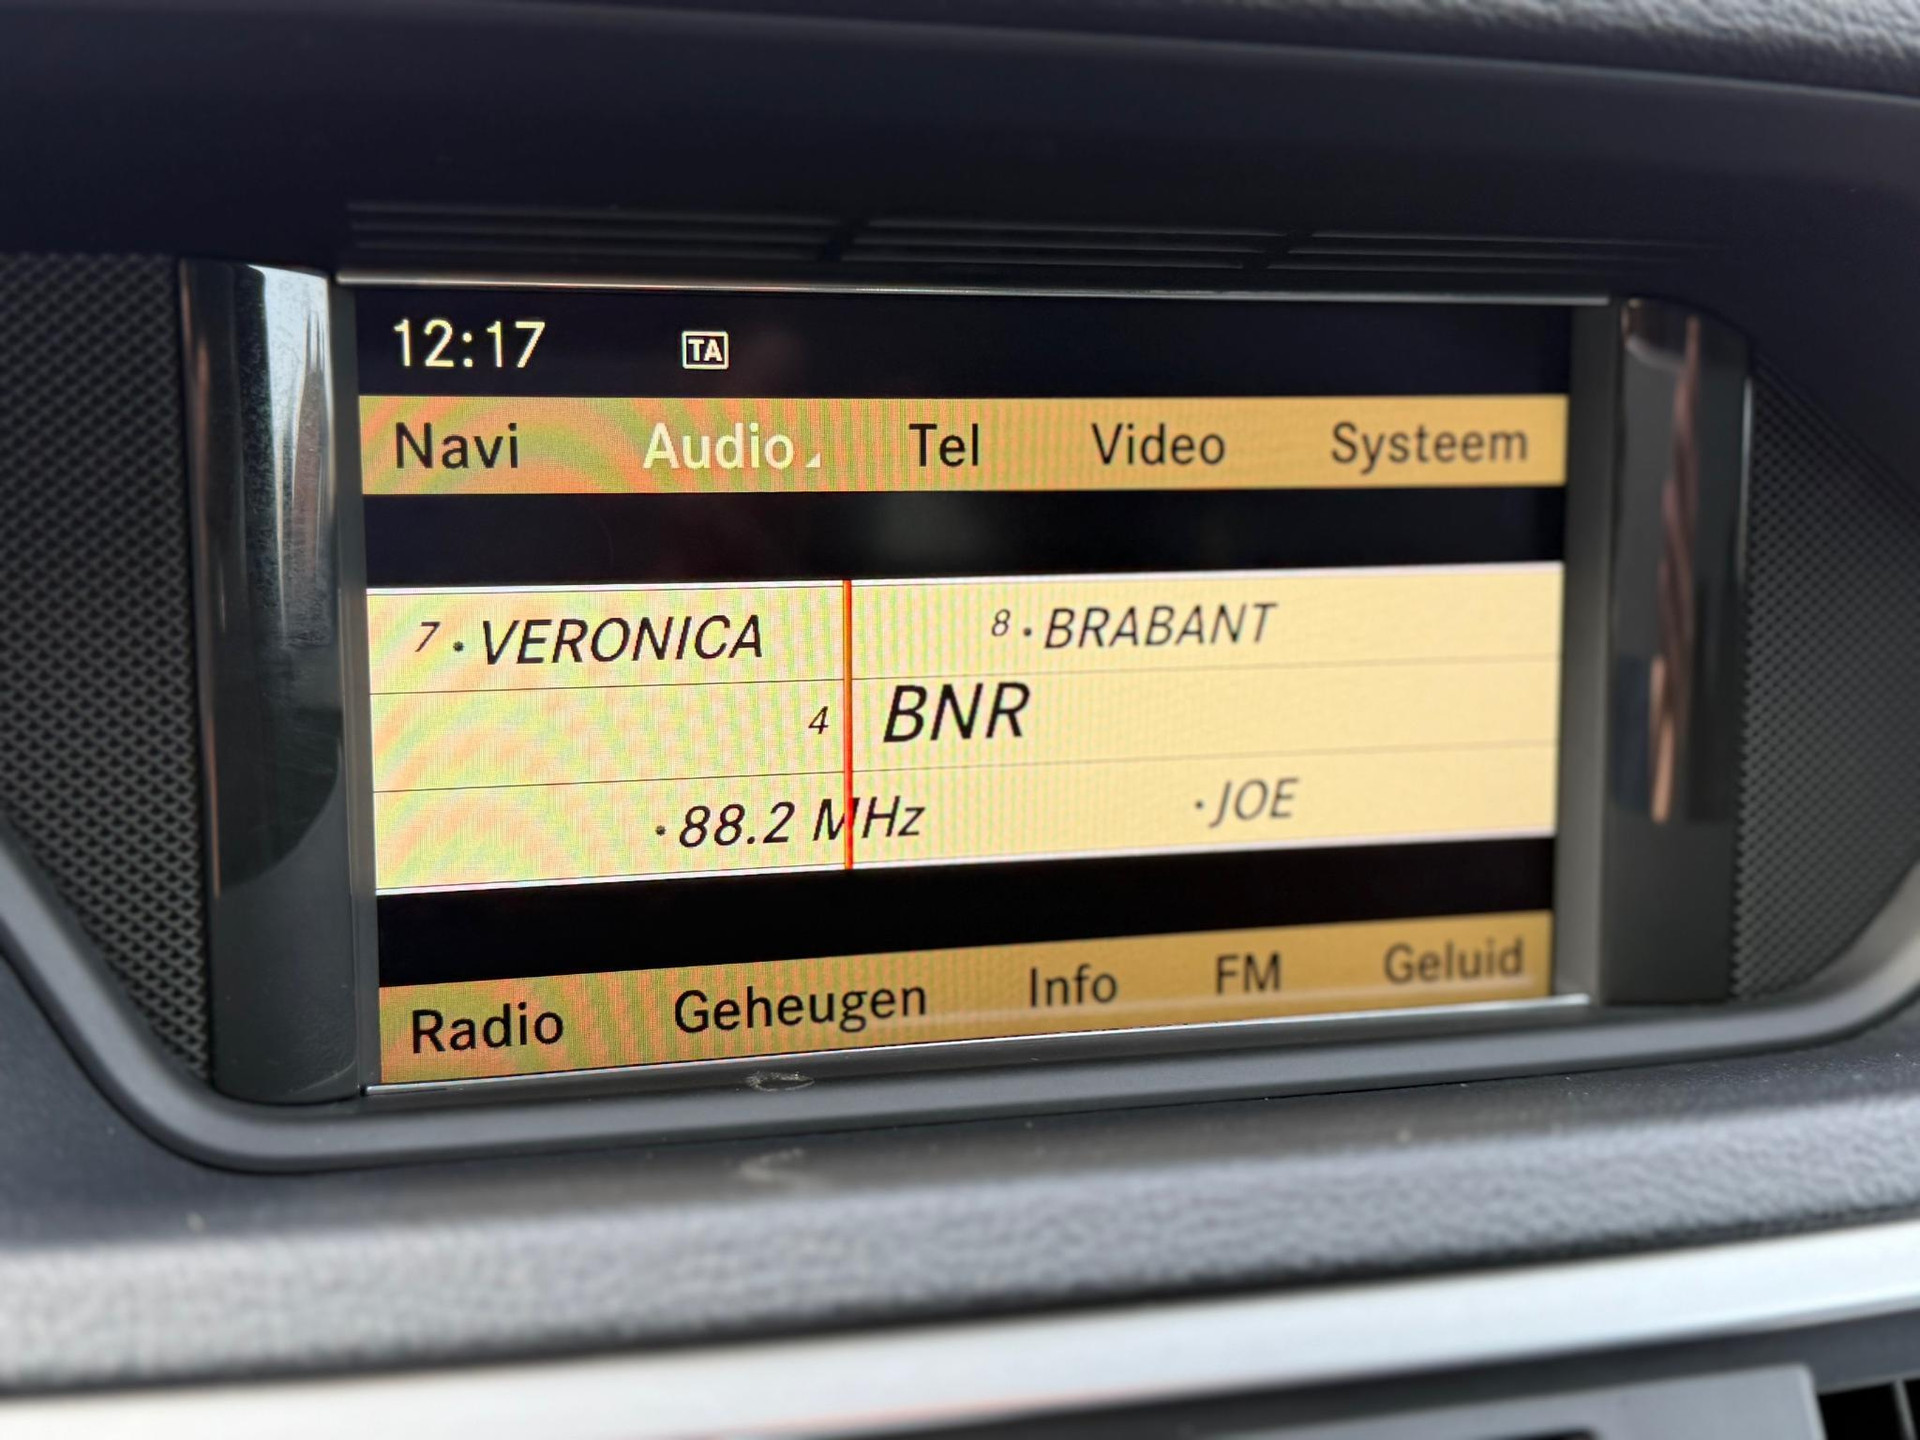 12:17 TA
Navi Audio Tel Video Systeem
7 · VERONICA 8 · BRABANT
4 BNR
· 88.2 MHz · JOE
Radio Geheugen Info FM Geluid